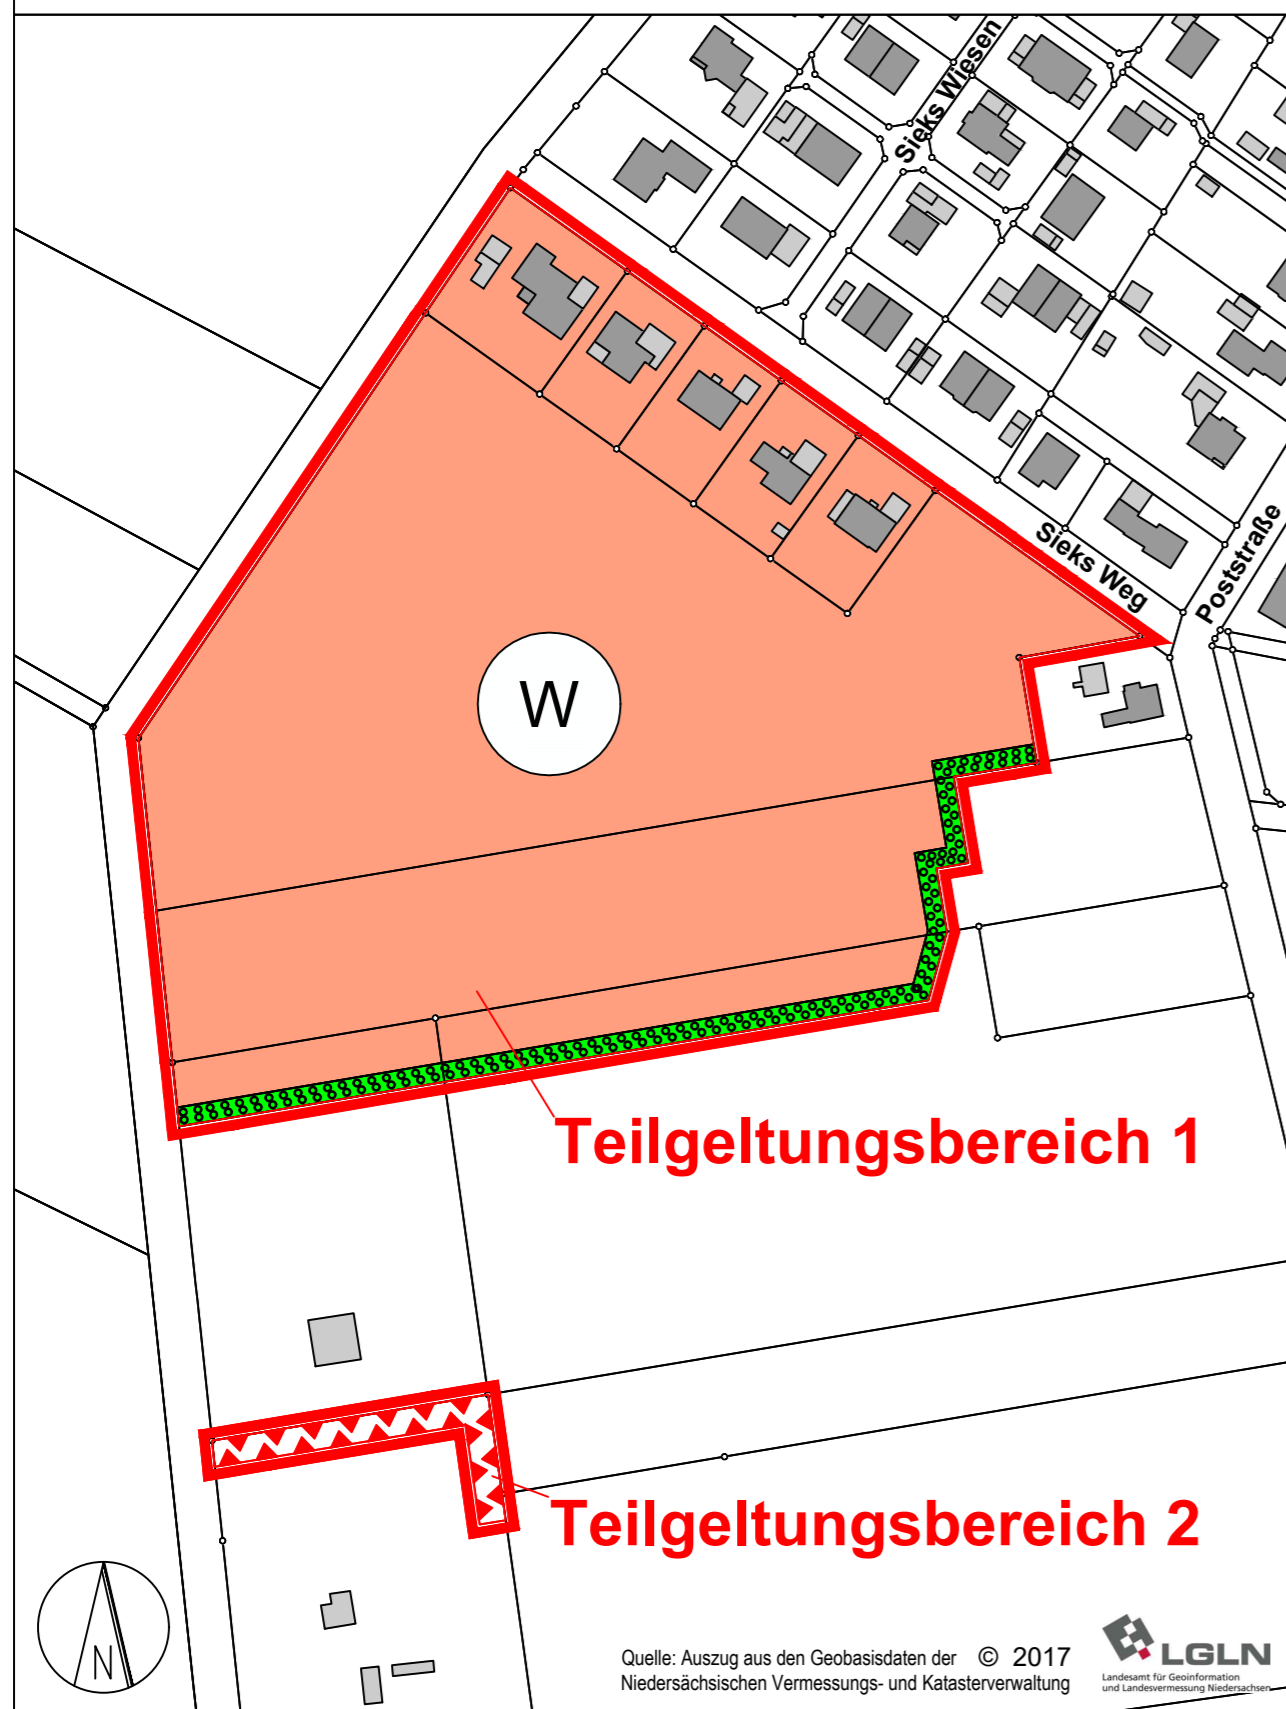 Sieks Wiesen
Sieks Weg
Poststraße
W
Teilgeltungsbereich 1
Teilgeltungsbereich 2
N
Quelle: Auszug aus den Geobasisdaten der © 2017
Niedersächsischen Vermessungs- und Katasterverwaltung
LGLN
Landesamt für Geoinformation
und Landesvermessung Niedersachsen